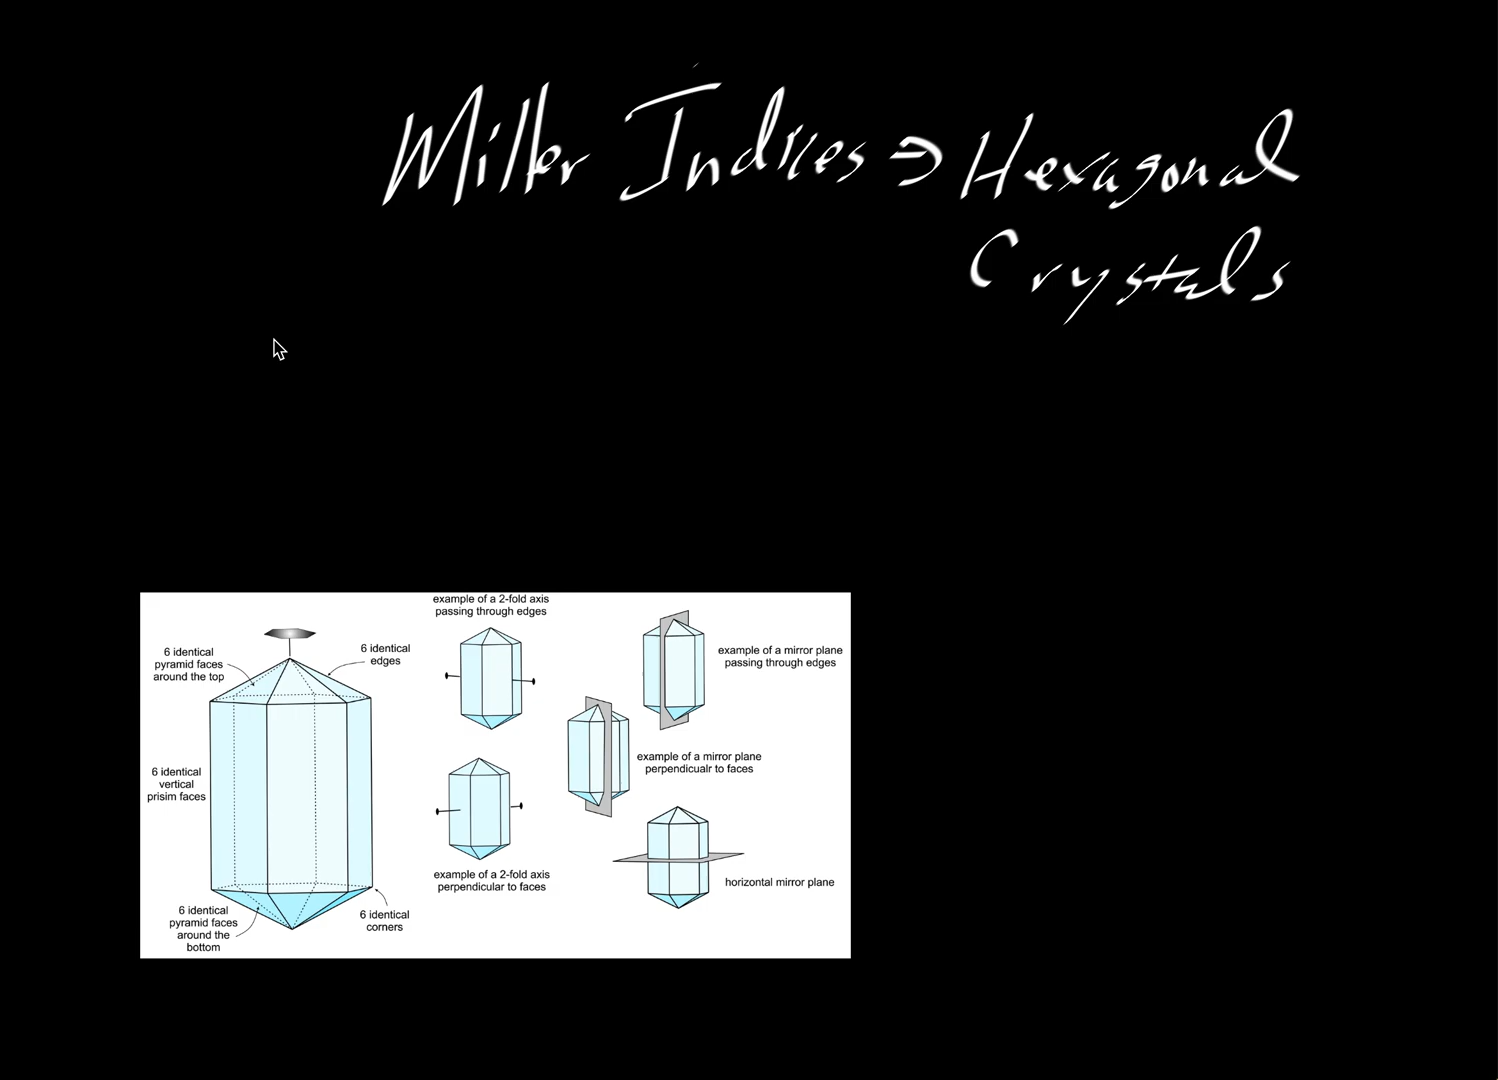 Miller Indices ⇒ Hexagonal
Crystals
example of a 2-fold axis
passing through edges
6 identical
pyramid faces
around the top
6 identical
edges
example of a mirror plane
passing through edges
6 identical
vertical
prisim faces
example of a mirror plane
perpendicualr to faces
example of a 2-fold axis
perpendicular to faces
horizontal mirror plane
6 identical
pyramid faces
around the
bottom
6 identical
corners